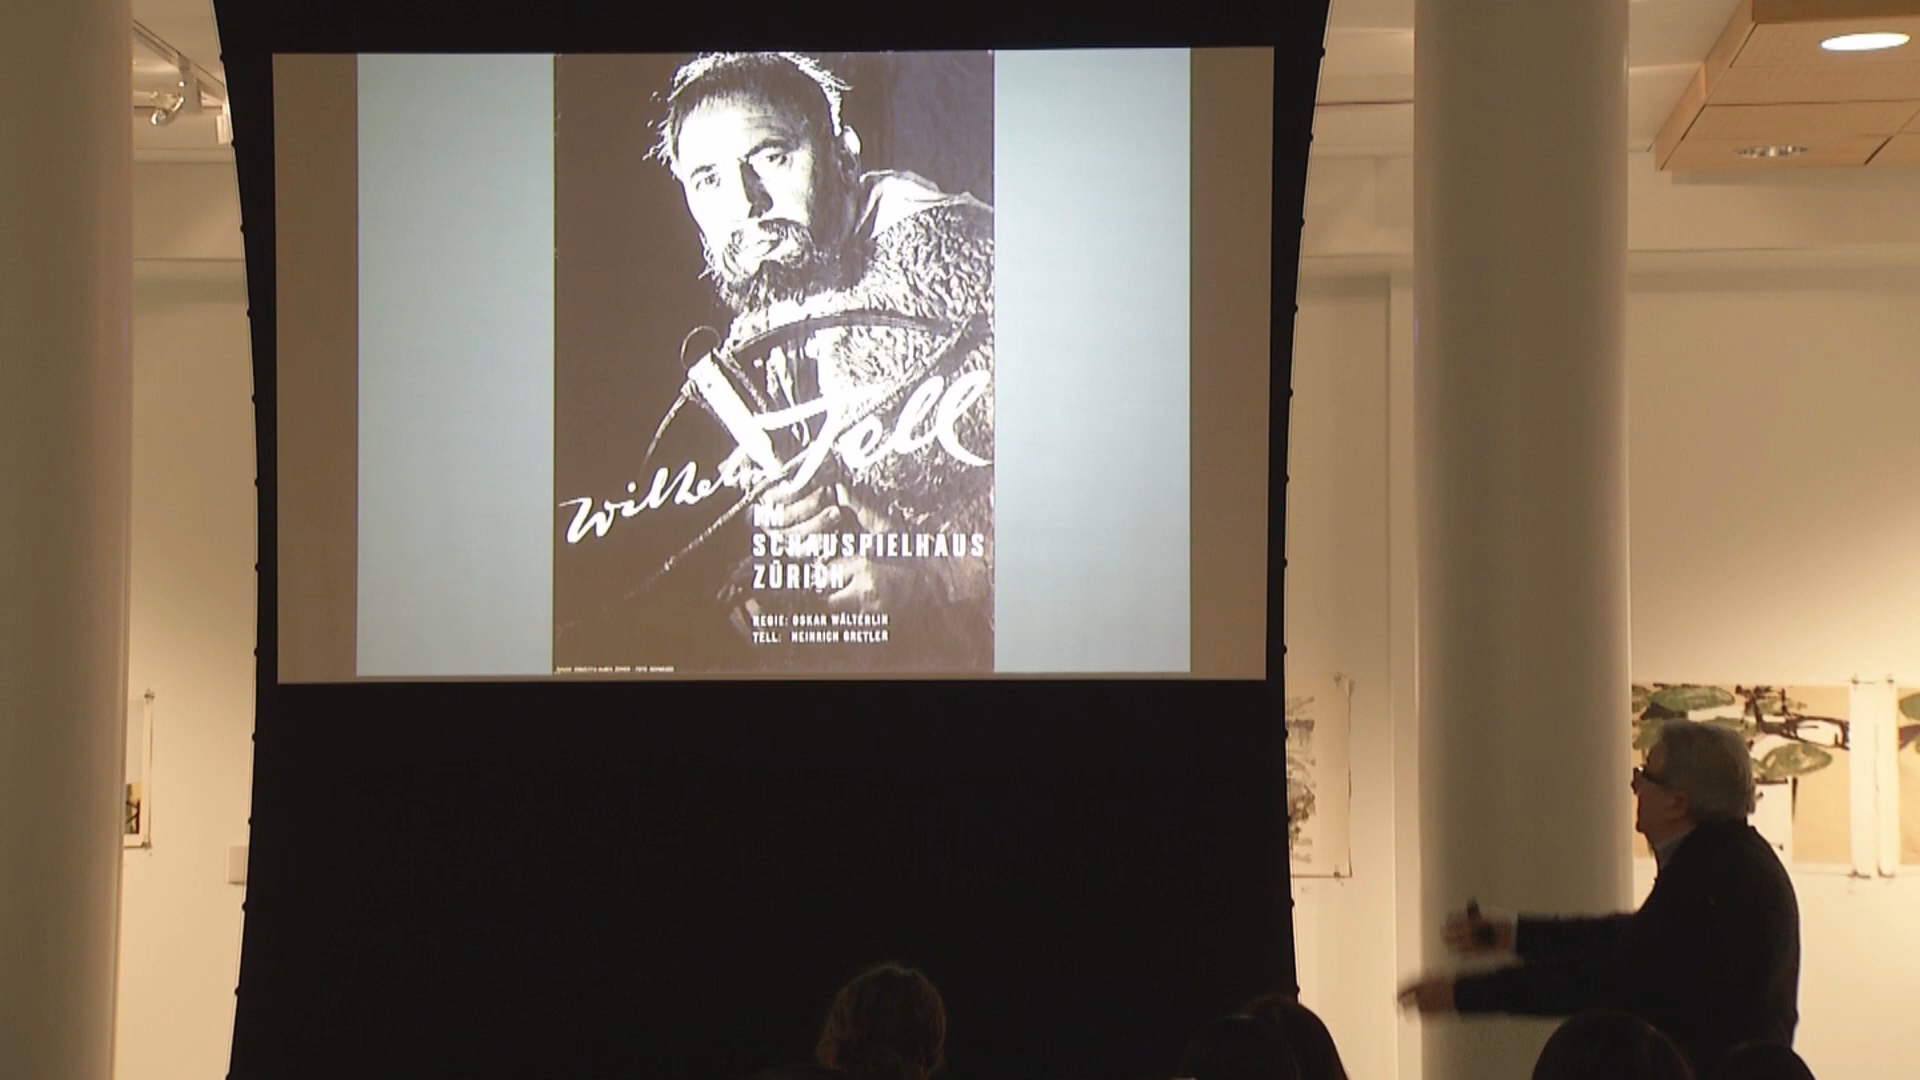 Wilhelm Tell
IM
SCHAUSPIELHAUS
ZÜRICH
REGIE: OSKAR WÄLTERLIN
TELL: HEINRICH GRETLER